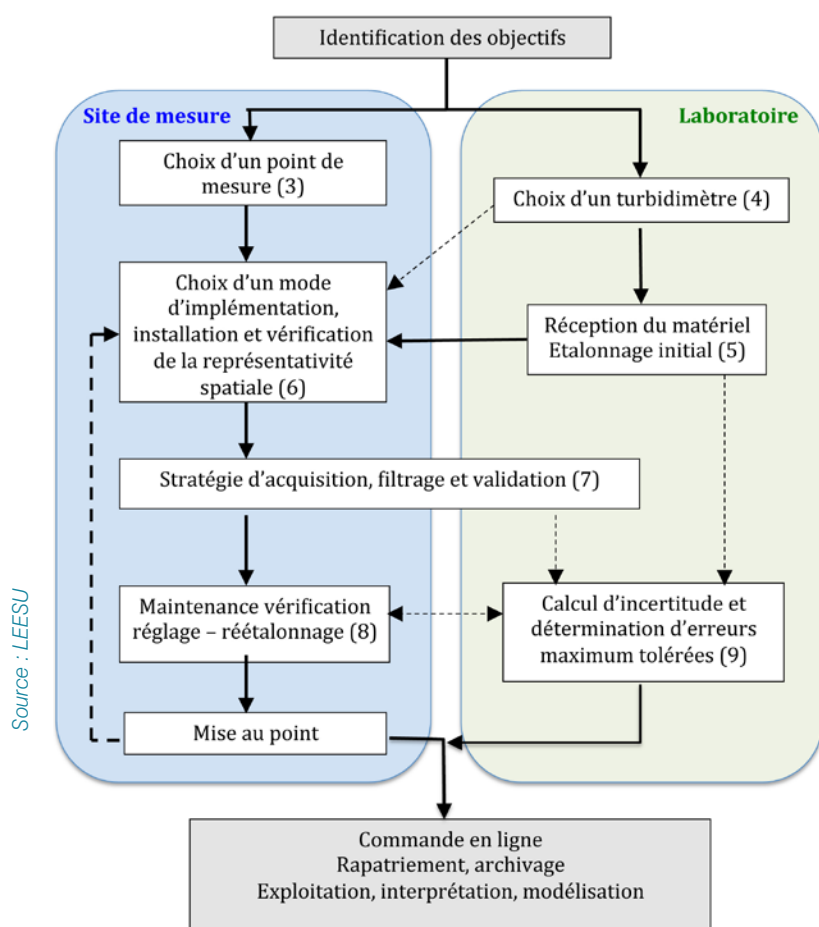 Identification des objectifs
Site de mesure
Laboratoire
Choix d'un point de
mesure (3)
Choix d'un turbidimètre (4)
Choix d'un mode
d'implémentation,
installation et vérification
de la représentativité
spatiale (6)
Réception du matériel
Etalonnage initial (5)
Stratégie d'acquisition, filtrage et validation (7)
Maintenance vérification
réglage – réétalonnage (8)
Calcul d'incertitude et
détermination d'erreurs
maximum tolérées (9)
Mise au point
Commande en ligne
Rapatriement, archivage
Exploitation, interprétation, modélisation
Source : LEESU